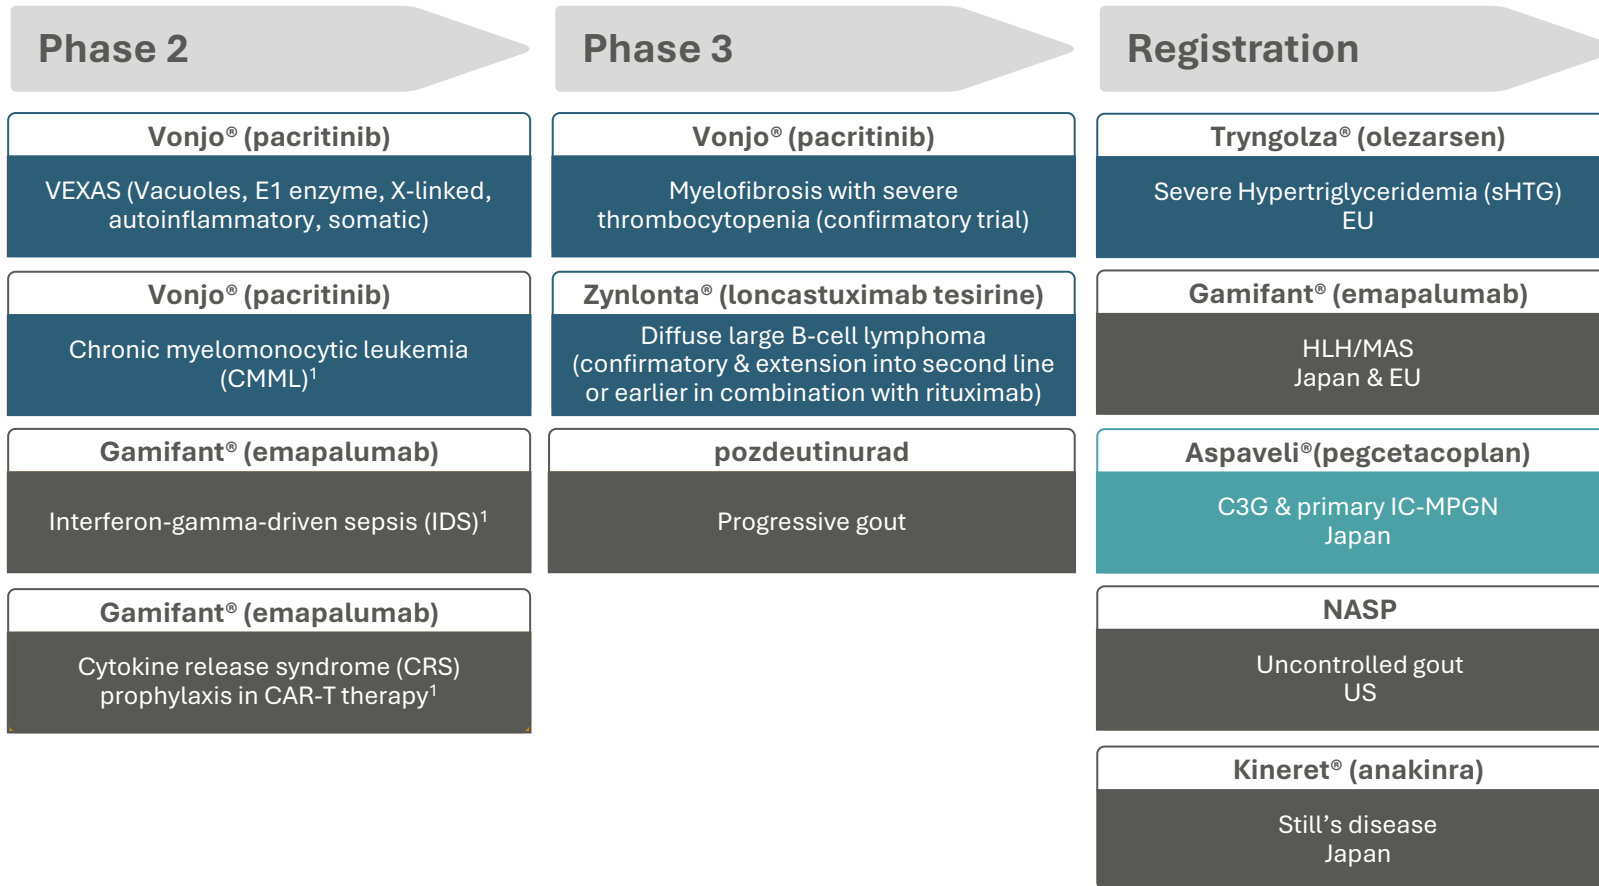 Phase 2
Vonjo® (pacritinib)
VEXAS (Vacuoles, E1 enzyme, X-linked,
autoinflammatory, somatic)
Vonjo® (pacritinib)
Chronic myelomonocytic leukemia
(CMML)¹
Gamifant® (emapalumab)
Interferon-gamma-driven sepsis (IDS)¹
Gamifant® (emapalumab)
Cytokine release syndrome (CRS)
prophylaxis in CAR-T therapy¹
Phase 3
Vonjo® (pacritinib)
Myelofibrosis with severe
thrombocytopenia (confirmatory trial)
Zynlonta® (loncastuximab tesirine)
Diffuse large B-cell lymphoma
(confirmatory & extension into second line
or earlier in combination with rituximab)
pozdeutinurad
Progressive gout
Registration
Tryngolza® (olezarsen)
Severe Hypertriglyceridemia (sHTG)
EU
Gamifant® (emapalumab)
HLH/MAS
Japan & EU
Aspaveli®(pegcetacoplan)
C3G & primary IC-MPGN
Japan
NASP
Uncontrolled gout
US
Kineret® (anakinra)
Still’s disease
Japan